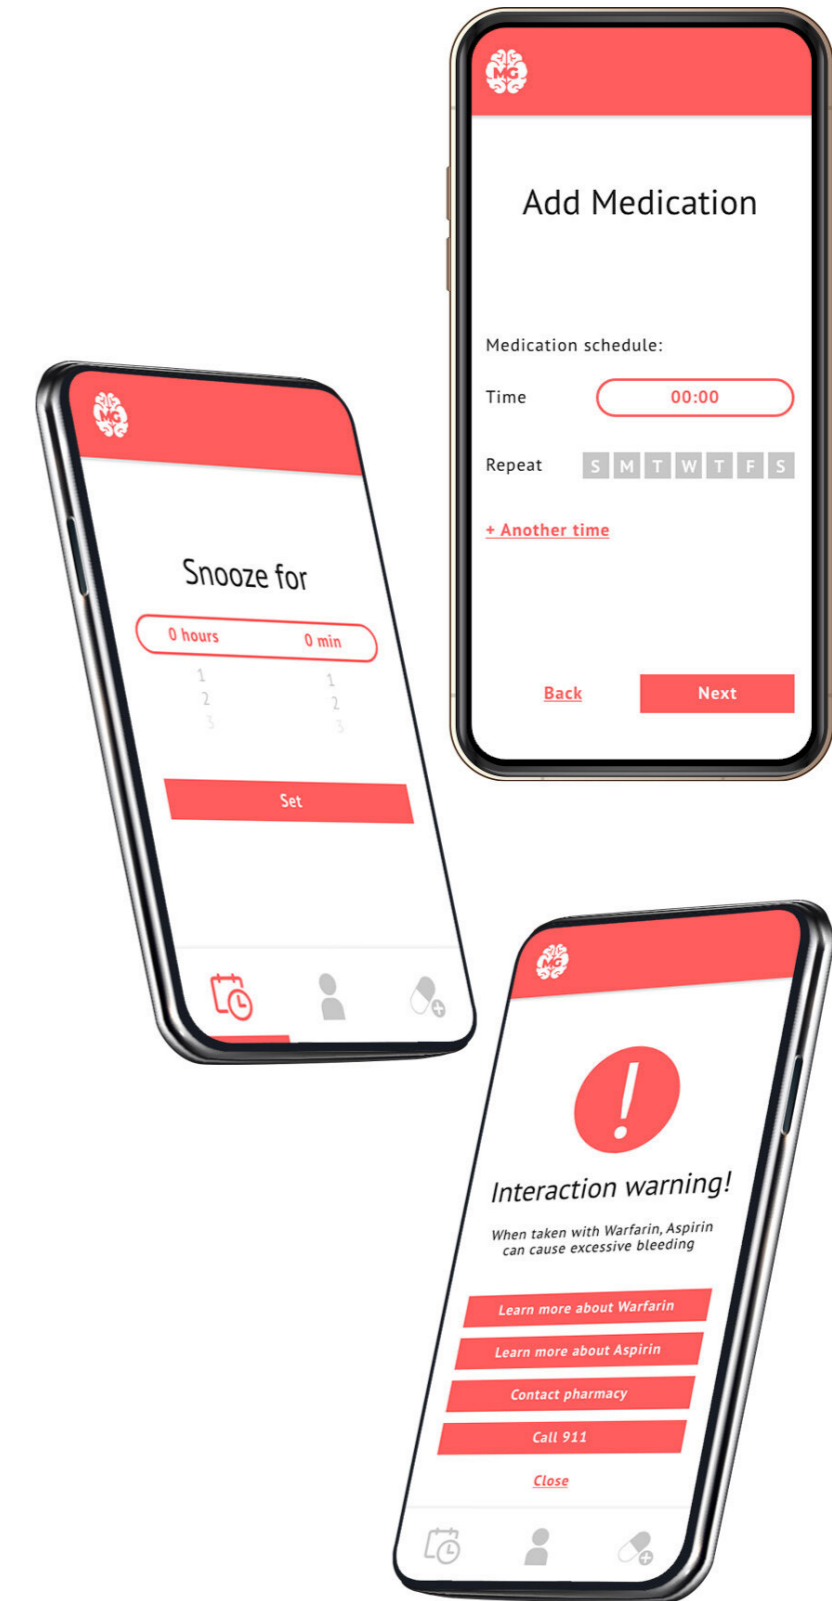 MG
Add Medication
Medication schedule:
Time 00:00
Repeat S M T W T F S
+ Another time
Back Next
MG
Snooze for
0 hours 0 min
1 1
2 2
3 3
Set
MG
!
Interaction warning!
When taken with Warfarin, Aspirin
can cause excessive bleeding
Learn more about Warfarin
Learn more about Aspirin
Contact pharmacy
Call 911
Close